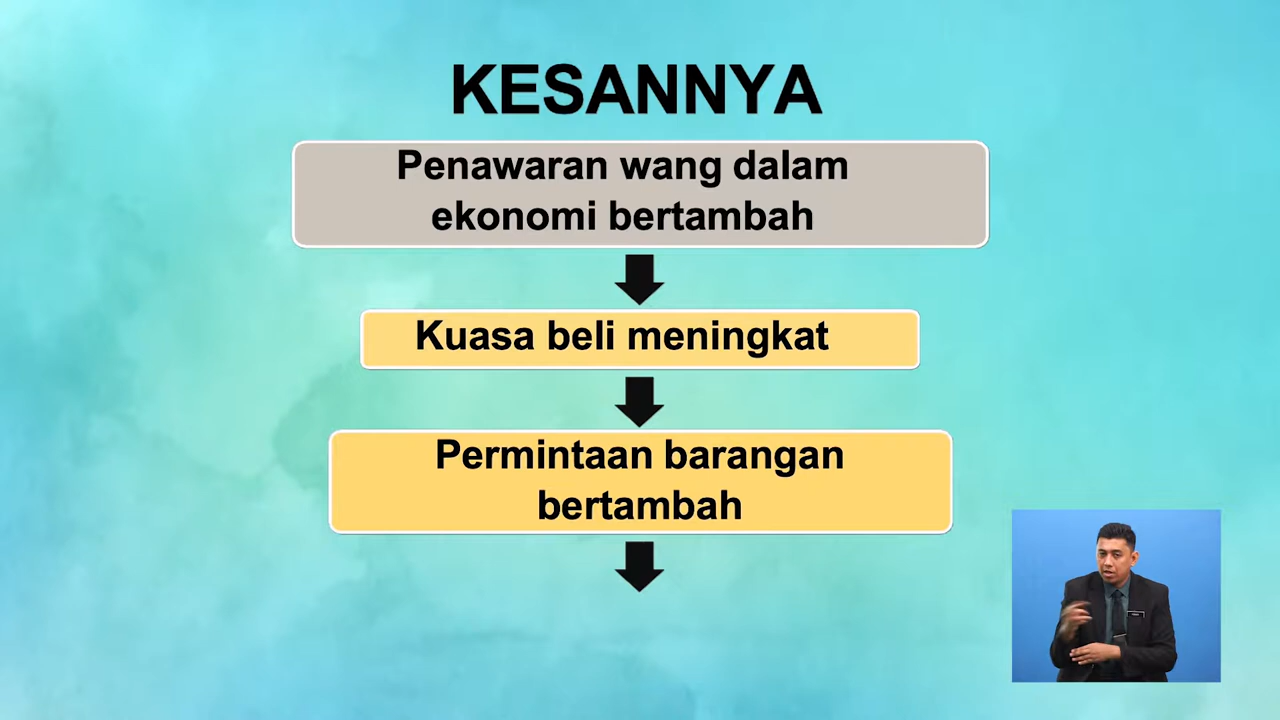 KESANNYA
Penawaran wang dalam
ekonomi bertambah
Kuasa beli meningkat
Permintaan barangan
bertambah